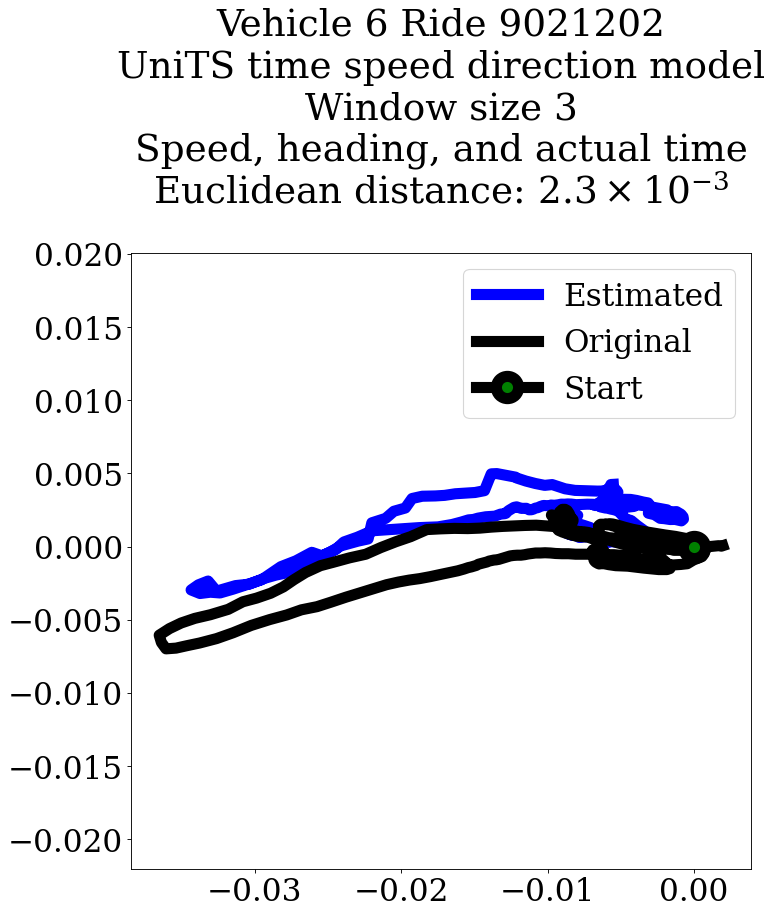 Vehicle 6 Ride 9021202
UniTS time speed direction model
Window size 3
Speed, heading, and actual time
Euclidean distance: 2.3 × 10⁻³
Estimated
Original
Start
0.020
0.015
0.010
0.005
0.000
−0.005
−0.010
−0.015
−0.020
−0.03 −0.02 −0.01 0.00